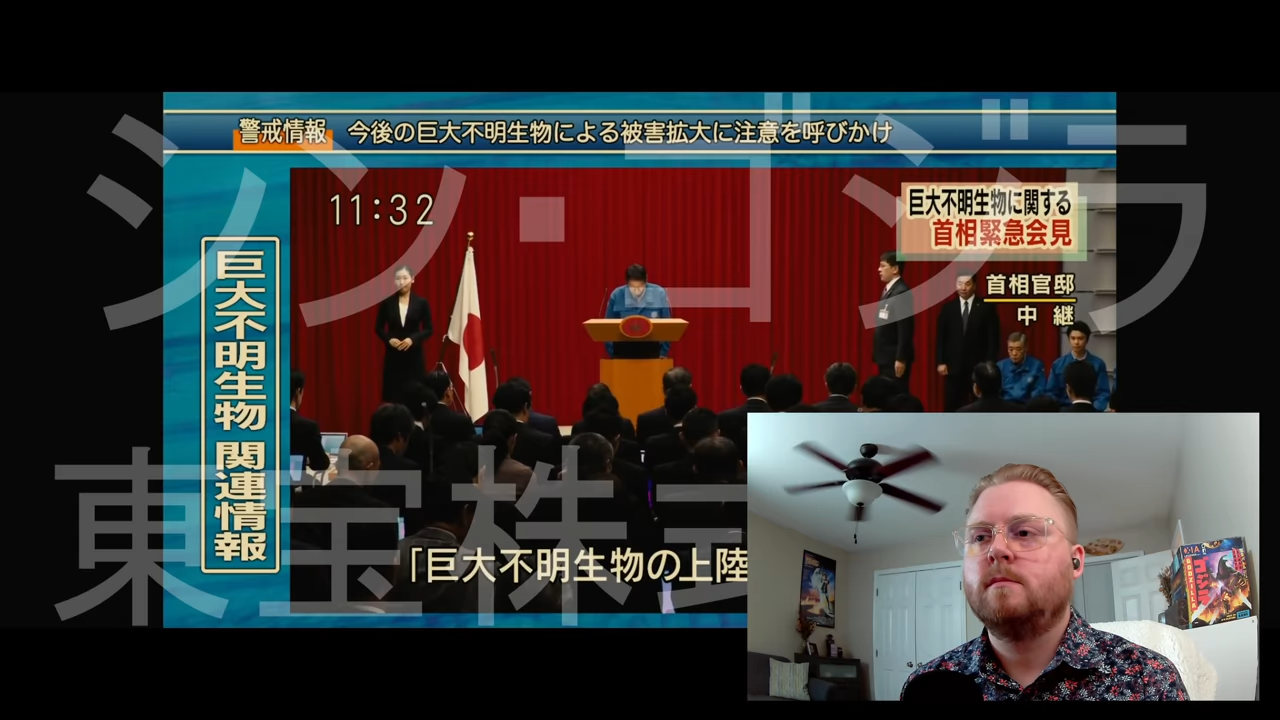 警戒情報 今後の巨大不明生物による被害拡大に注意を呼びかけ
シン・ゴジラ
11:32
巨大不明生物に関する
首相緊急会見
首相官邸
中継
巨大不明生物 関連情報
東宝株式
「巨大不明生物の上陸
ゴジラ
GODZILLA